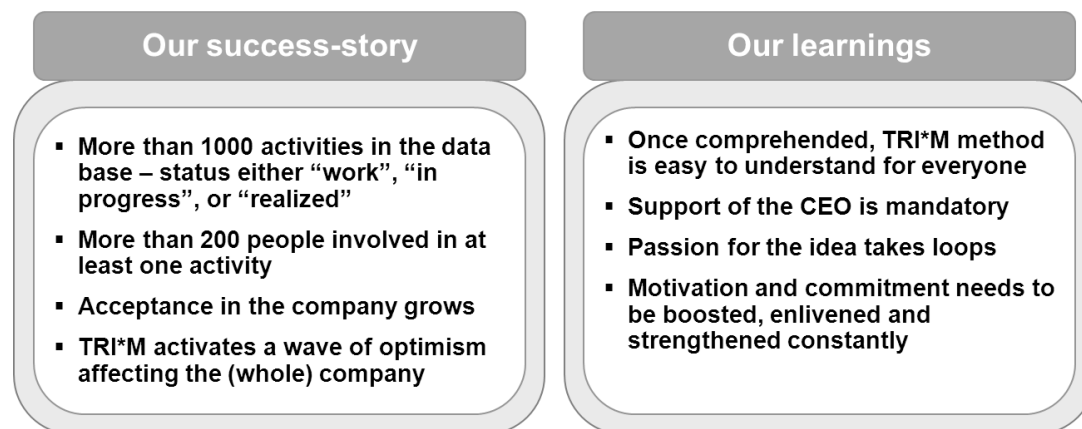 Our success-story
▪ More than 1000 activities in the data
base – status either “work”, “in
progress”, or “realized”
▪ More than 200 people involved in at
least one activity
▪ Acceptance in the company grows
▪ TRI*M activates a wave of optimism
affecting the (whole) company
Our learnings
▪ Once comprehended, TRI*M method
is easy to understand for everyone
▪ Support of the CEO is mandatory
▪ Passion for the idea takes loops
▪ Motivation and commitment needs to
be boosted, enlivened and
strengthened constantly